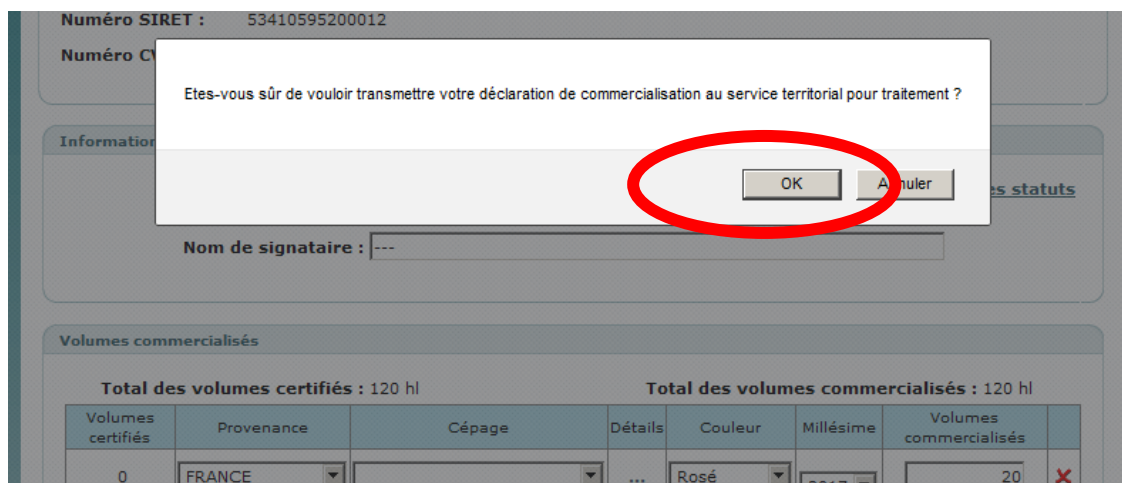 Numéro SIRET : 53410595200012
Numéro
Etes-vous sûr de vouloir transmettre votre déclaration de commercialisation au service territorial pour traitement ?
Information
OK Annuler
statuts
Nom de signataire : ---
Volumes commercialisés
Total des volumes certifiés : 120 hl Total des volumes commercialisés : 120 hl
Volumes certifiés Provenance Cépage Détails Couleur Millésime Volumes commercialisés
0 FRANCE ... Rosé 2017 20